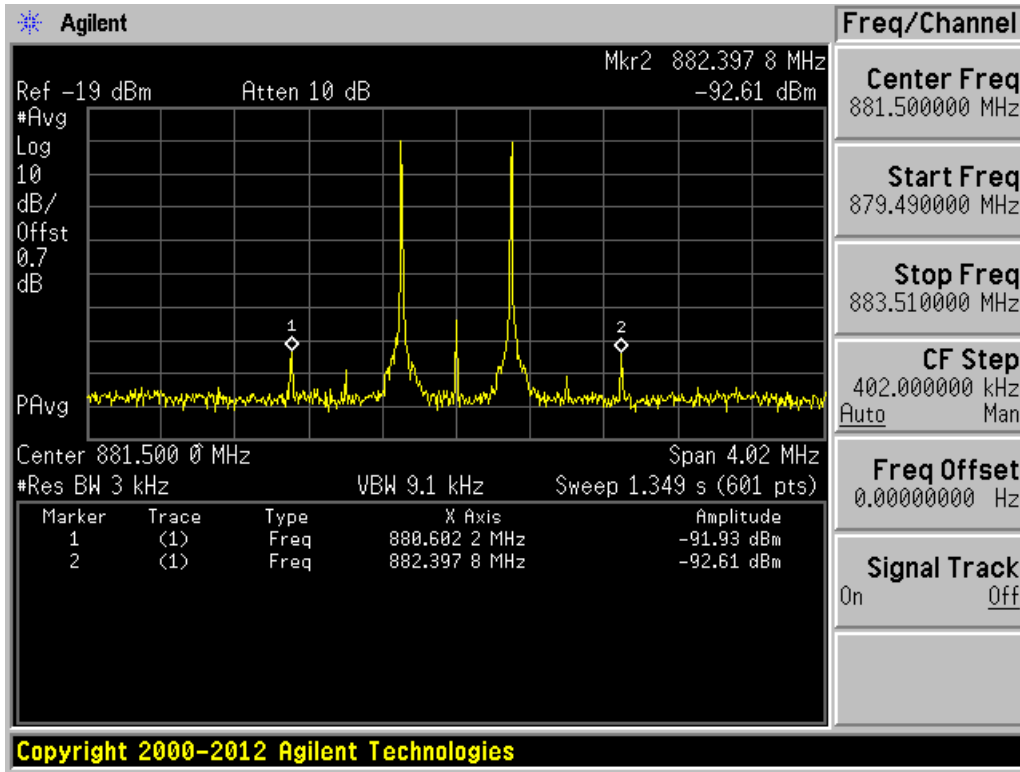 Agilent
Freq/Channel
Mkr2 882.397 8 MHz
Ref -19 dBm Atten 10 dB -92.61 dBm
#Avg
Log
10
dB/
Offst
0.7
dB
1
2
PAvg
Center 881.500 0 MHz Span 4.02 MHz
#Res BW 3 kHz VBW 9.1 kHz Sweep 1.349 s (601 pts)
Marker Trace Type X Axis Amplitude
1 (1) Freq 880.602 2 MHz -91.93 dBm
2 (1) Freq 882.397 8 MHz -92.61 dBm
Center Freq
881.500000 MHz
Start Freq
879.490000 MHz
Stop Freq
883.510000 MHz
CF Step
402.000000 kHz
Auto Man
Freq Offset
0.00000000 Hz
Signal Track
On Off
Copyright 2000-2012 Agilent Technologies